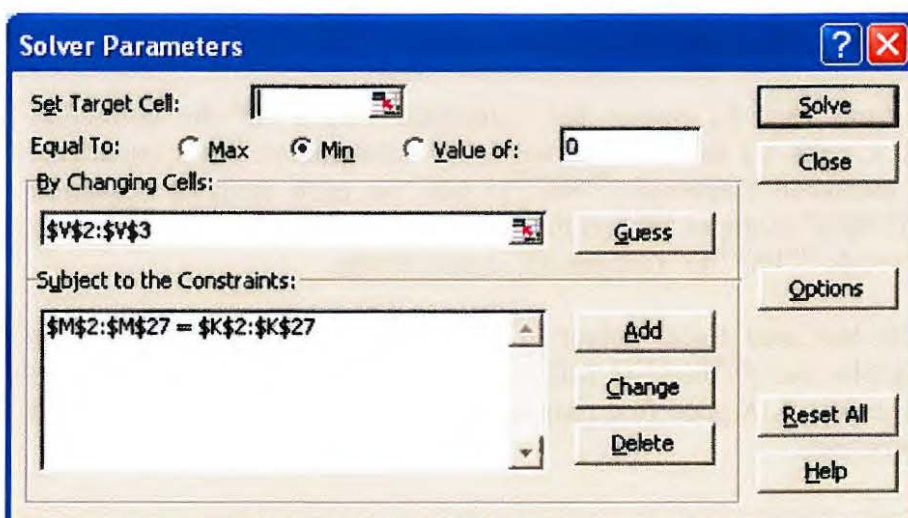 Solver Parameters
?
Set Target Cell:
Solve
Equal To: Max Min Value of: 0
Close
By Changing Cells:
$V$2:$V$3
Guess
Subject to the Constraints:
Options
$M$2:$M$27 = $K$2:$K$27
Add
Change
Reset All
Delete
Help